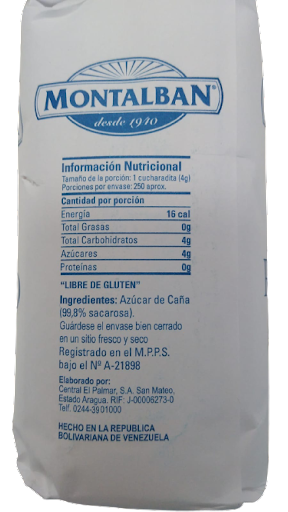 MONTALBAN®
desde 1910
Información Nutricional
Tamaño de la porción: 1 cucharadita (4g)
Porciones por envase: 250 aprox.
Cantidad por porción
Energía 16 cal
Total Grasas 0g
Total Carbohidratos 4g
Azúcares 4g
Proteínas 0g
"LIBRE DE GLUTEN"
Ingredientes: Azúcar de Caña
(99,8% sacarosa).
Guárdese el envase bien cerrado
en un sitio fresco y seco
Registrado en el M.P.P.S.
bajo el Nº A-21898
Elaborado por:
Central El Palmar, S.A. San Mateo,
Estado Aragua. RIF: J-00006273-0
Telf. 0244-3901000
HECHO EN LA REPUBLICA
BOLIVARIANA DE VENEZUELA